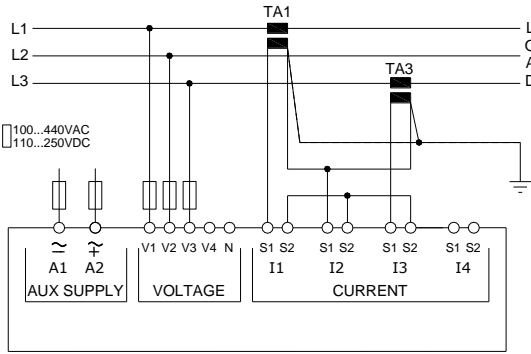 TA1
L1
L
L2
O
A
L3
TA3
D
100...440VAC
110...250VDC
V1 V2 V3 V4 N S1 S2 S1 S2 S1 S2 S1 S2
A1 A2 I1 I2 I3 I4
AUX SUPPLY VOLTAGE CURRENT